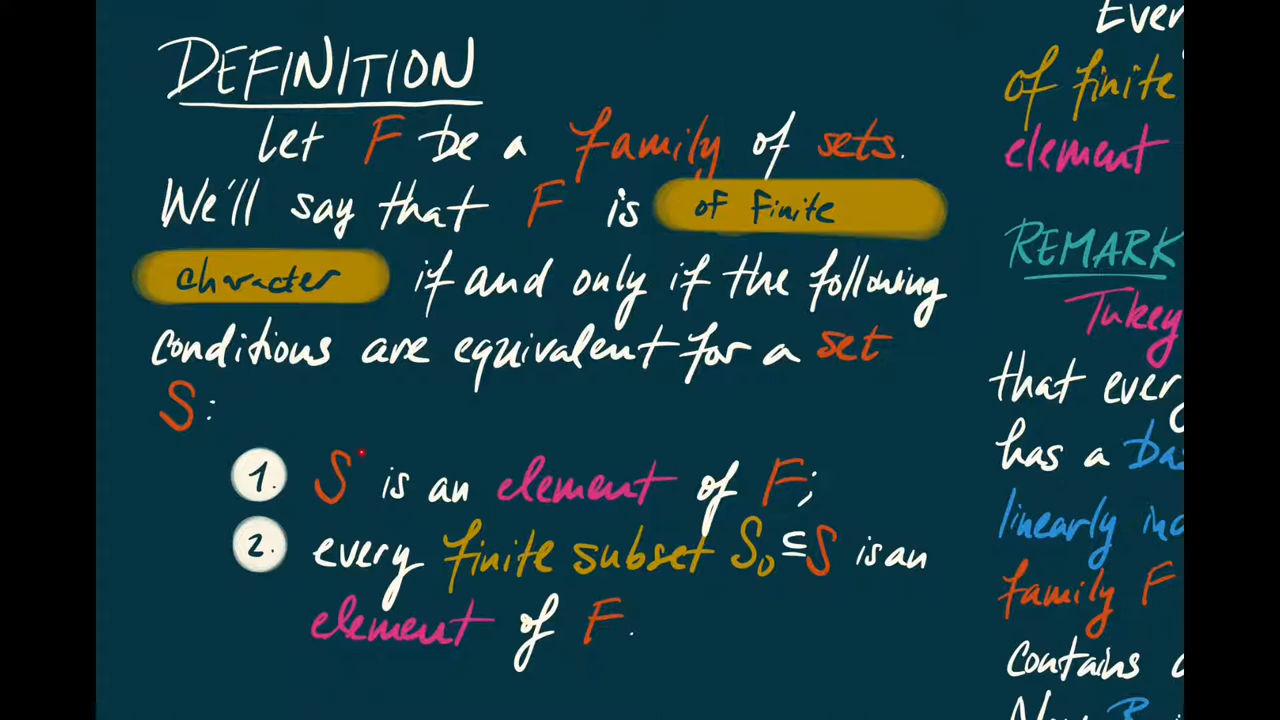 DEFINITION
Let F be a family of sets.
We'll say that F is of finite
character if and only if the following
conditions are equivalent for a set
S:
1. S is an element of F;
2. every finite subset S₀ ⊆ S is an
element of F.
of finite
element
REMARK
Tukey
that
has a
linearly
family F
contains